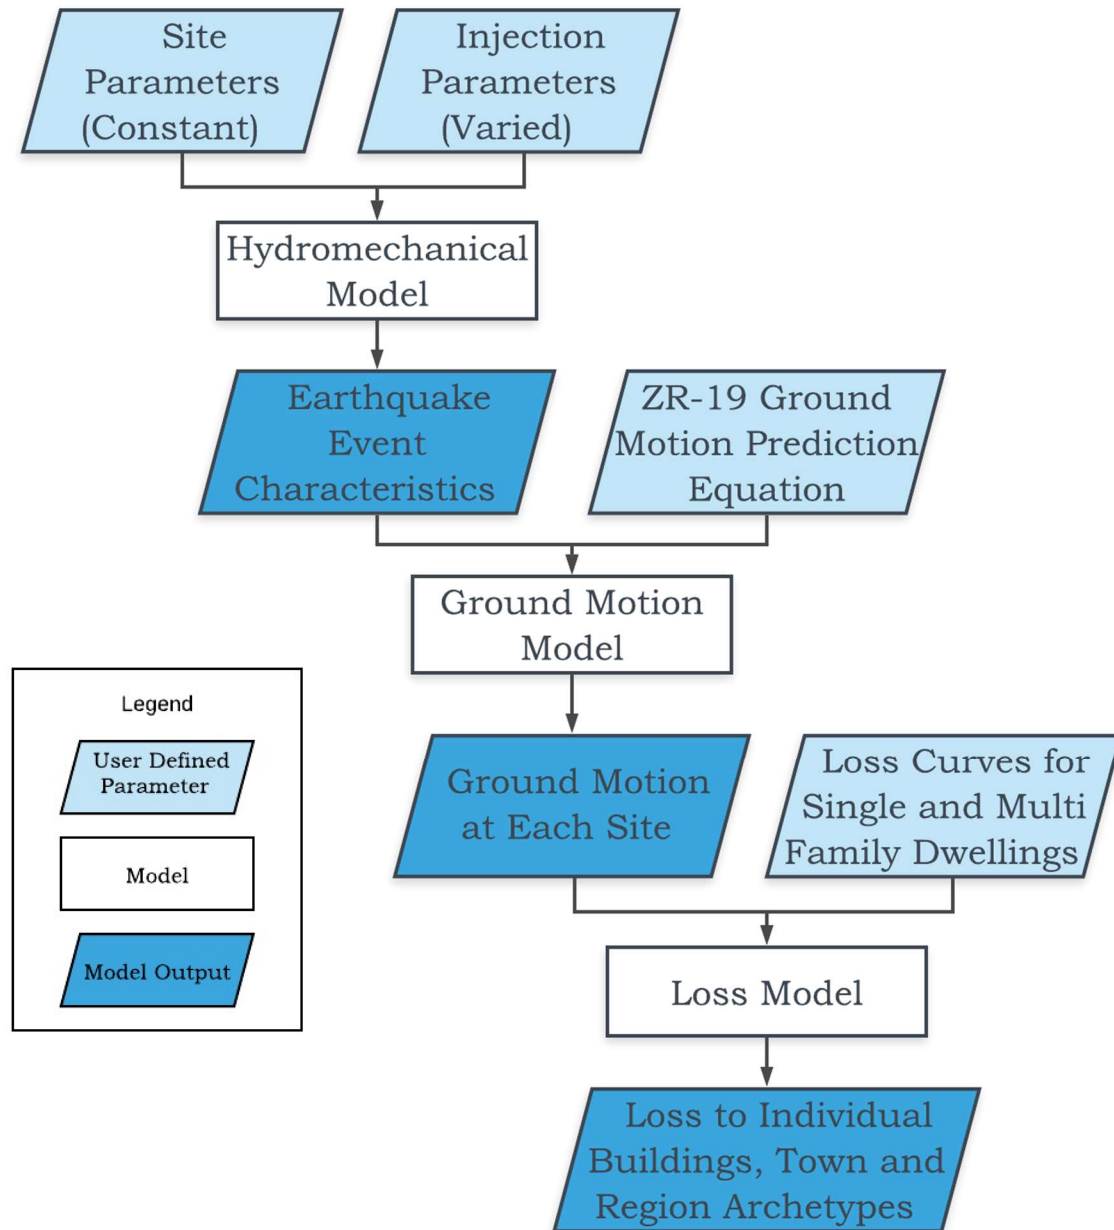 Site
Parameters
(Constant)
Injection
Parameters
(Varied)
Hydromechanical
Model
Earthquake
Event
Characteristics
ZR-19 Ground
Motion Prediction
Equation
Ground Motion
Model
Legend
User Defined
Parameter
Model
Model Output
Ground Motion
at Each Site
Loss Curves for
Single and Multi
Family Dwellings
Loss Model
Loss to Individual
Buildings, Town and
Region Archetypes